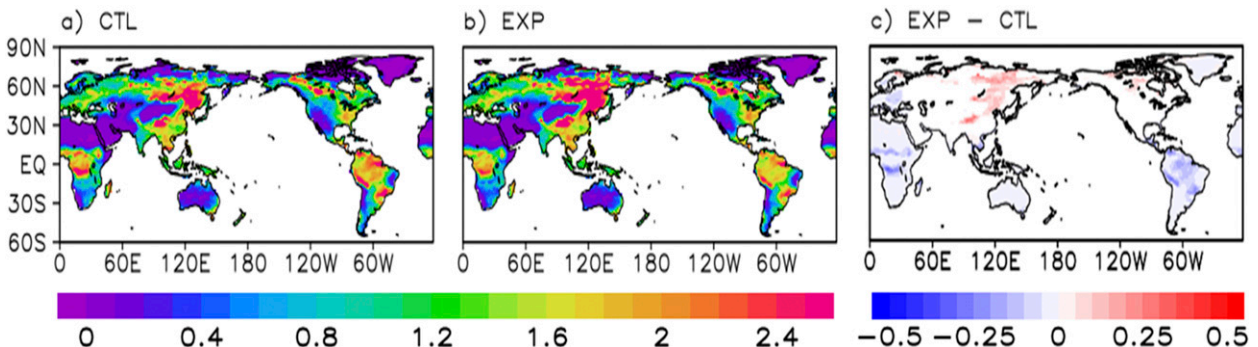 a) CTL
b) EXP
c) EXP - CTL
90N
60N
30N
EQ
30S
60S
0 60E 120E 180 120W 60W
0 60E 120E 180 120W 60W
0 60E 120E 180 120W 60W
0 0.4 0.8 1.2 1.6 2 2.4
-0.5 -0.25 0 0.25 0.5